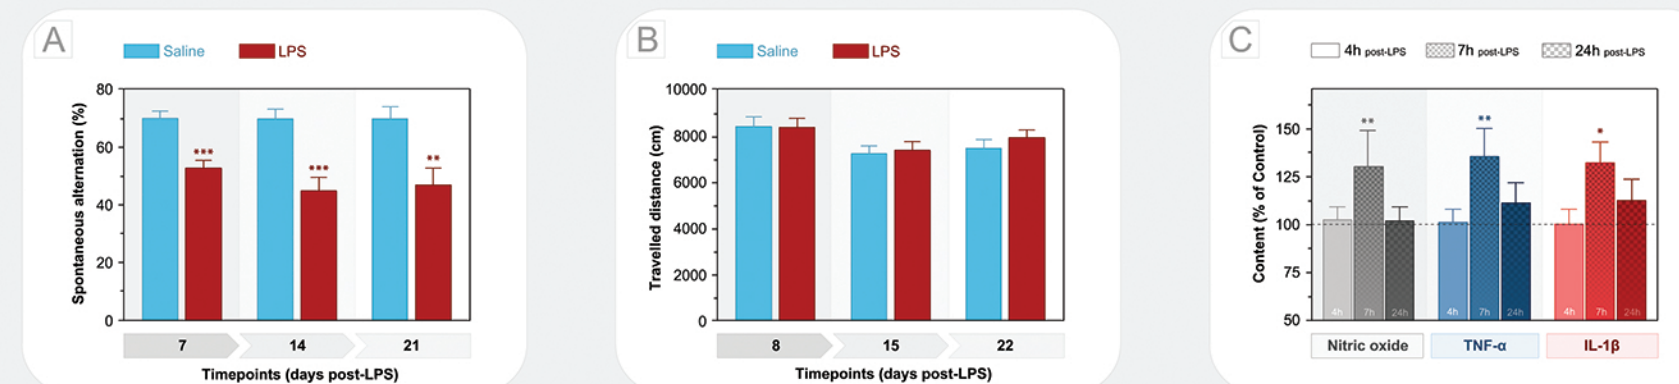 A
Saline LPS
80
60
40
20
0
Spontaneous alternation (%)
***
***
**
7 14 21
Timepoints (days post-LPS)
B
Saline LPS
10000
8000
6000
4000
2000
0
Travelled distance (cm)
8 15 22
Timepoints (days post-LPS)
C
4h post-LPS 7h post-LPS 24h post-LPS
150
125
100
75
50
Content (% of Control)
** ** *
4h 7h 24h 4h 7h 24h 4h 7h 24h
Nitric oxide TNF-α IL-1β